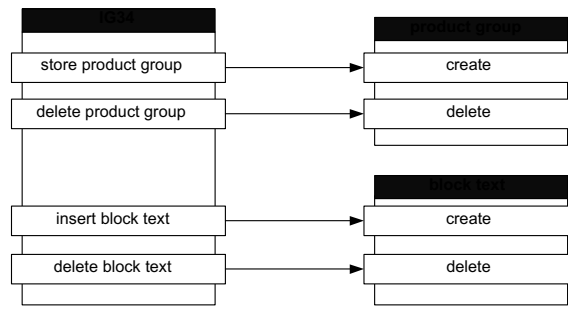 IG34
product group
store product group
create
delete product group
delete
block text
insert block text
create
delete block text
delete